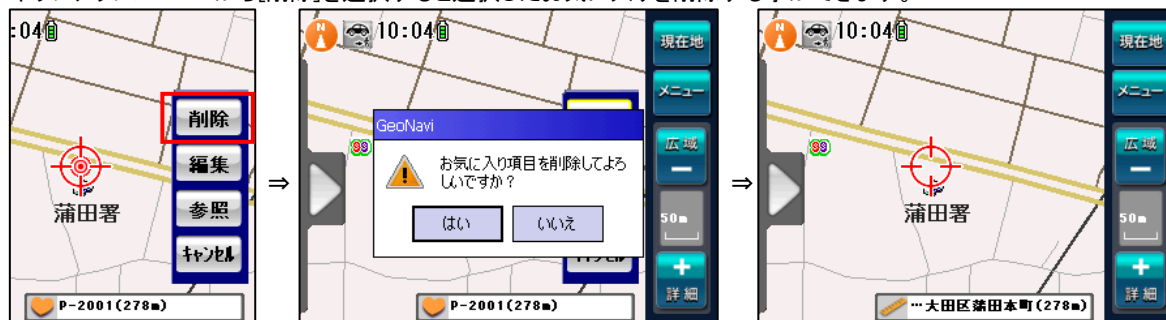 :04
削除
編集
参照
キャンセル
蒲田署
P-2001(278m)
⇒
N
10:04
現在地
メニュー
GeoNavi
お気に入り項目を削除してよろ
しいですか?
はい
いいえ
広域
50m
詳細
P-2001(278m)
⇒
N
10:04
現在地
メニュー
広域
50m
詳細
蒲田署
…大田区蒲田本町(278m)